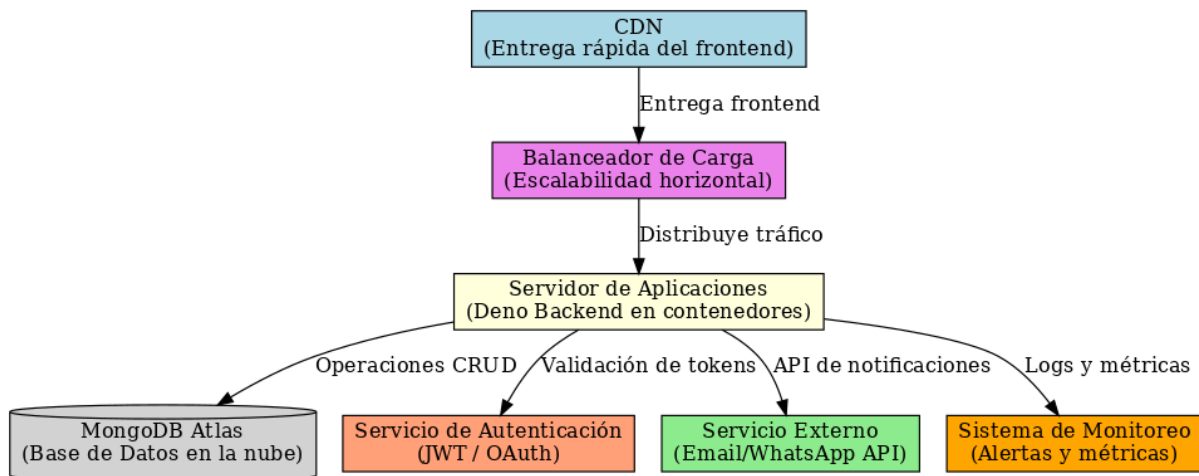 CDN
(Entrega rápida del frontend)
Entrega frontend
Balanceador de Carga
(Escalabilidad horizontal)
Distribuye tráfico
Servidor de Aplicaciones
(Deno Backend en contenedores)
Operaciones CRUD
Validación de tokens
API de notificaciones
Logs y métricas
MongoDB Atlas
(Base de Datos en la nube)
Servicio de Autenticación
(JWT / OAuth)
Servicio Externo
(Email/WhatsApp API)
Sistema de Monitoreo
(Alertas y métricas)